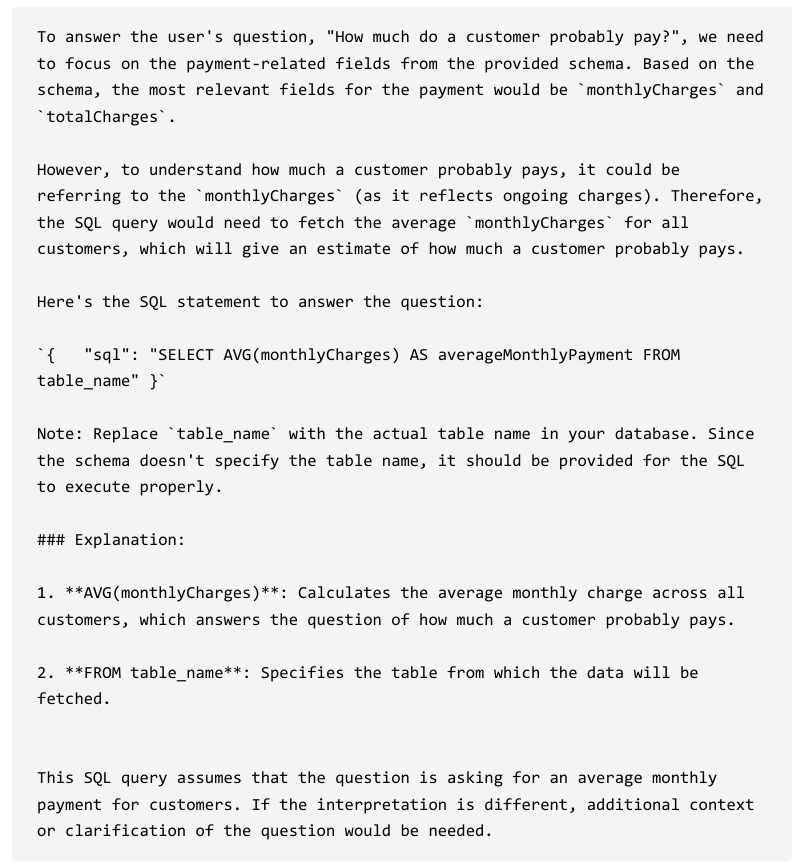 To answer the user's question, "How much do a customer probably pay?", we need
to focus on the payment-related fields from the provided schema. Based on the
schema, the most relevant fields for the payment would be `monthlyCharges` and
`totalCharges`.
However, to understand how much a customer probably pays, it could be
referring to the `monthlyCharges` (as it reflects ongoing charges). Therefore,
the SQL query would need to fetch the average `monthlyCharges` for all
customers, which will give an estimate of how much a customer probably pays.
Here's the SQL statement to answer the question:
`{   "sql": "SELECT AVG(monthlyCharges) AS averageMonthlyPayment FROM
table_name" }`
Note: Replace `table_name` with the actual table name in your database. Since
the schema doesn't specify the table name, it should be provided for the SQL
to execute properly.
### Explanation:
1. **AVG(monthlyCharges)**: Calculates the average monthly charge across all
customers, which answers the question of how much a customer probably pays.
2. **FROM table_name**: Specifies the table from which the data will be
fetched.
This SQL query assumes that the question is asking for an average monthly
payment for customers. If the interpretation is different, additional context
or clarification of the question would be needed.